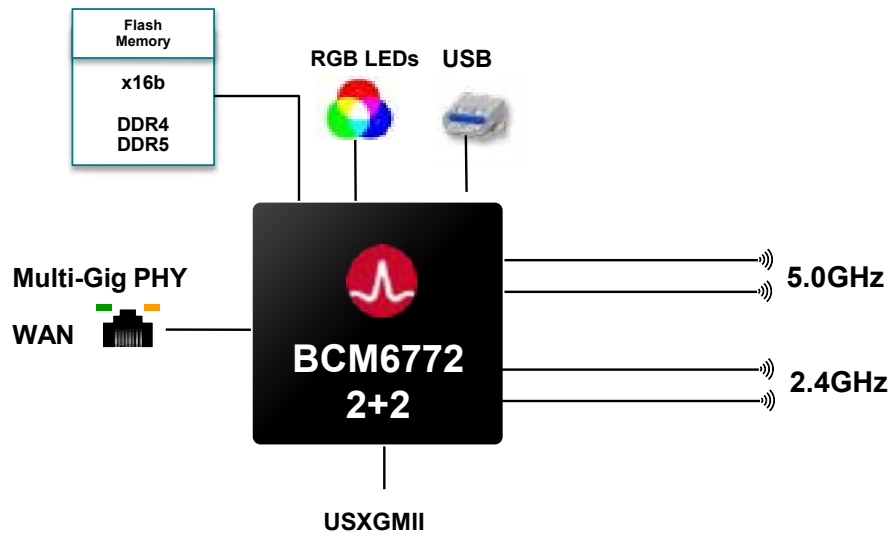 Flash
Memory
x16b
DDR4
DDR5
RGB LEDs
USB
Multi-Gig PHY
WAN
BCM6772
2+2
5.0GHz
2.4GHz
USXGMII